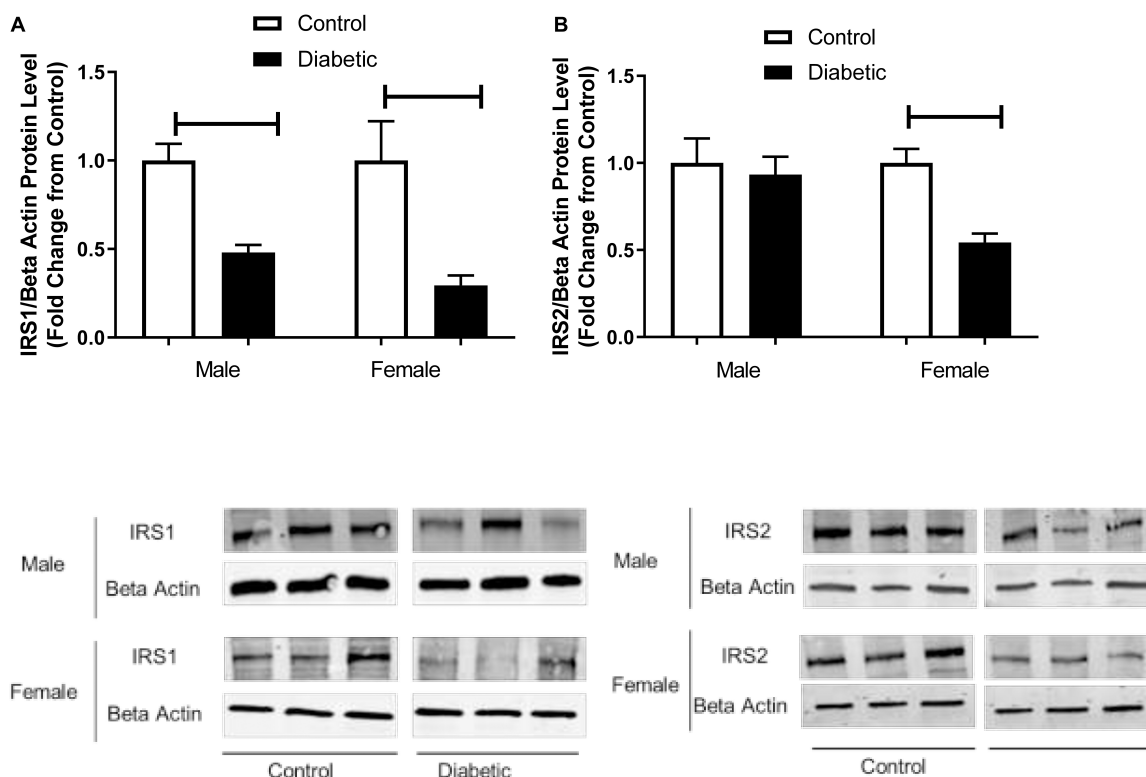 A
Control
Diabetic
IRS1/Beta Actin Protein Level
(Fold Change from Control)
1.5
1.0
0.5
0.0
Male
Female
B
Control
Diabetic
IRS2/Beta Actin Protein Level
(Fold Change from Control)
1.5
1.0
0.5
0.0
Male
Female
Male
IRS1
Beta Actin
Female
IRS1
Beta Actin
Control
Diabetic
Male
IRS2
Beta Actin
Female
IRS2
Beta Actin
Control